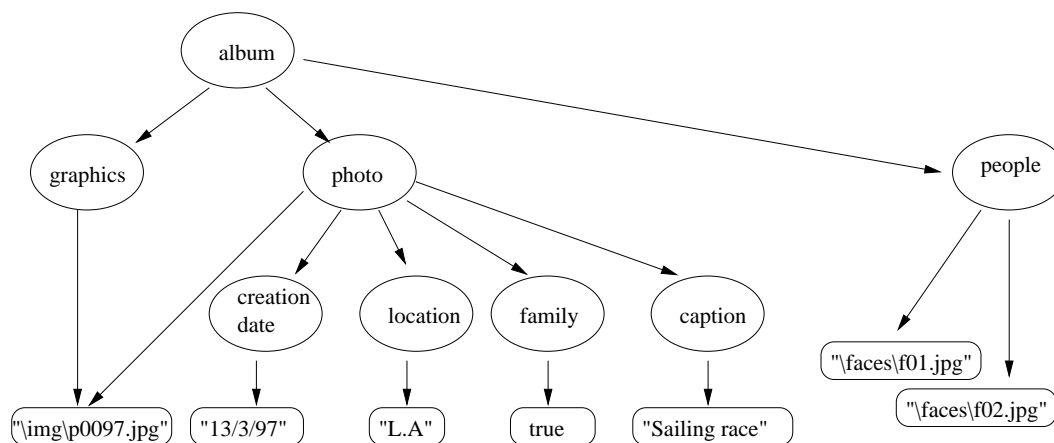 album
graphics
photo
people
creation
date
location
family
caption
"\faces\f01.jpg"
"\faces\f02.jpg"
"\img\p0097.jpg"
"13/3/97"
"L.A"
true
"Sailing race"